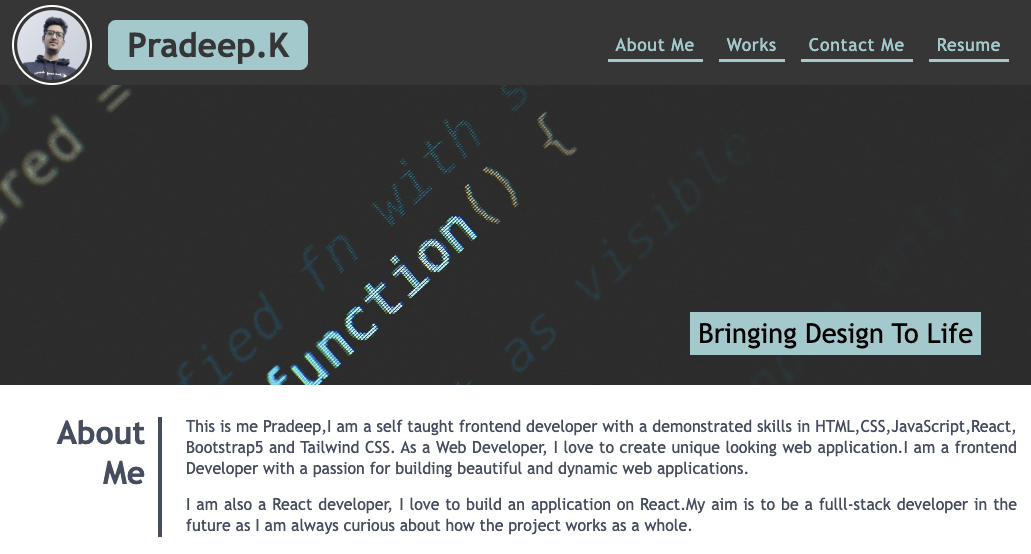 Pradeep.K
About Me Works Contact Me Resume
red =
fied fn with s
function() {
as visible
Bringing Design To Life
About
Me
This is me Pradeep,I am a self taught frontend developer with a demonstrated skills in HTML,CSS,JavaScript,React,
Bootstrap5 and Tailwind CSS. As a Web Developer, I love to create unique looking web application.I am a frontend
Developer with a passion for building beautiful and dynamic web applications.
I am also a React developer, I love to build an application on React.My aim is to be a fulll-stack developer in the
future as I am always curious about how the project works as a whole.